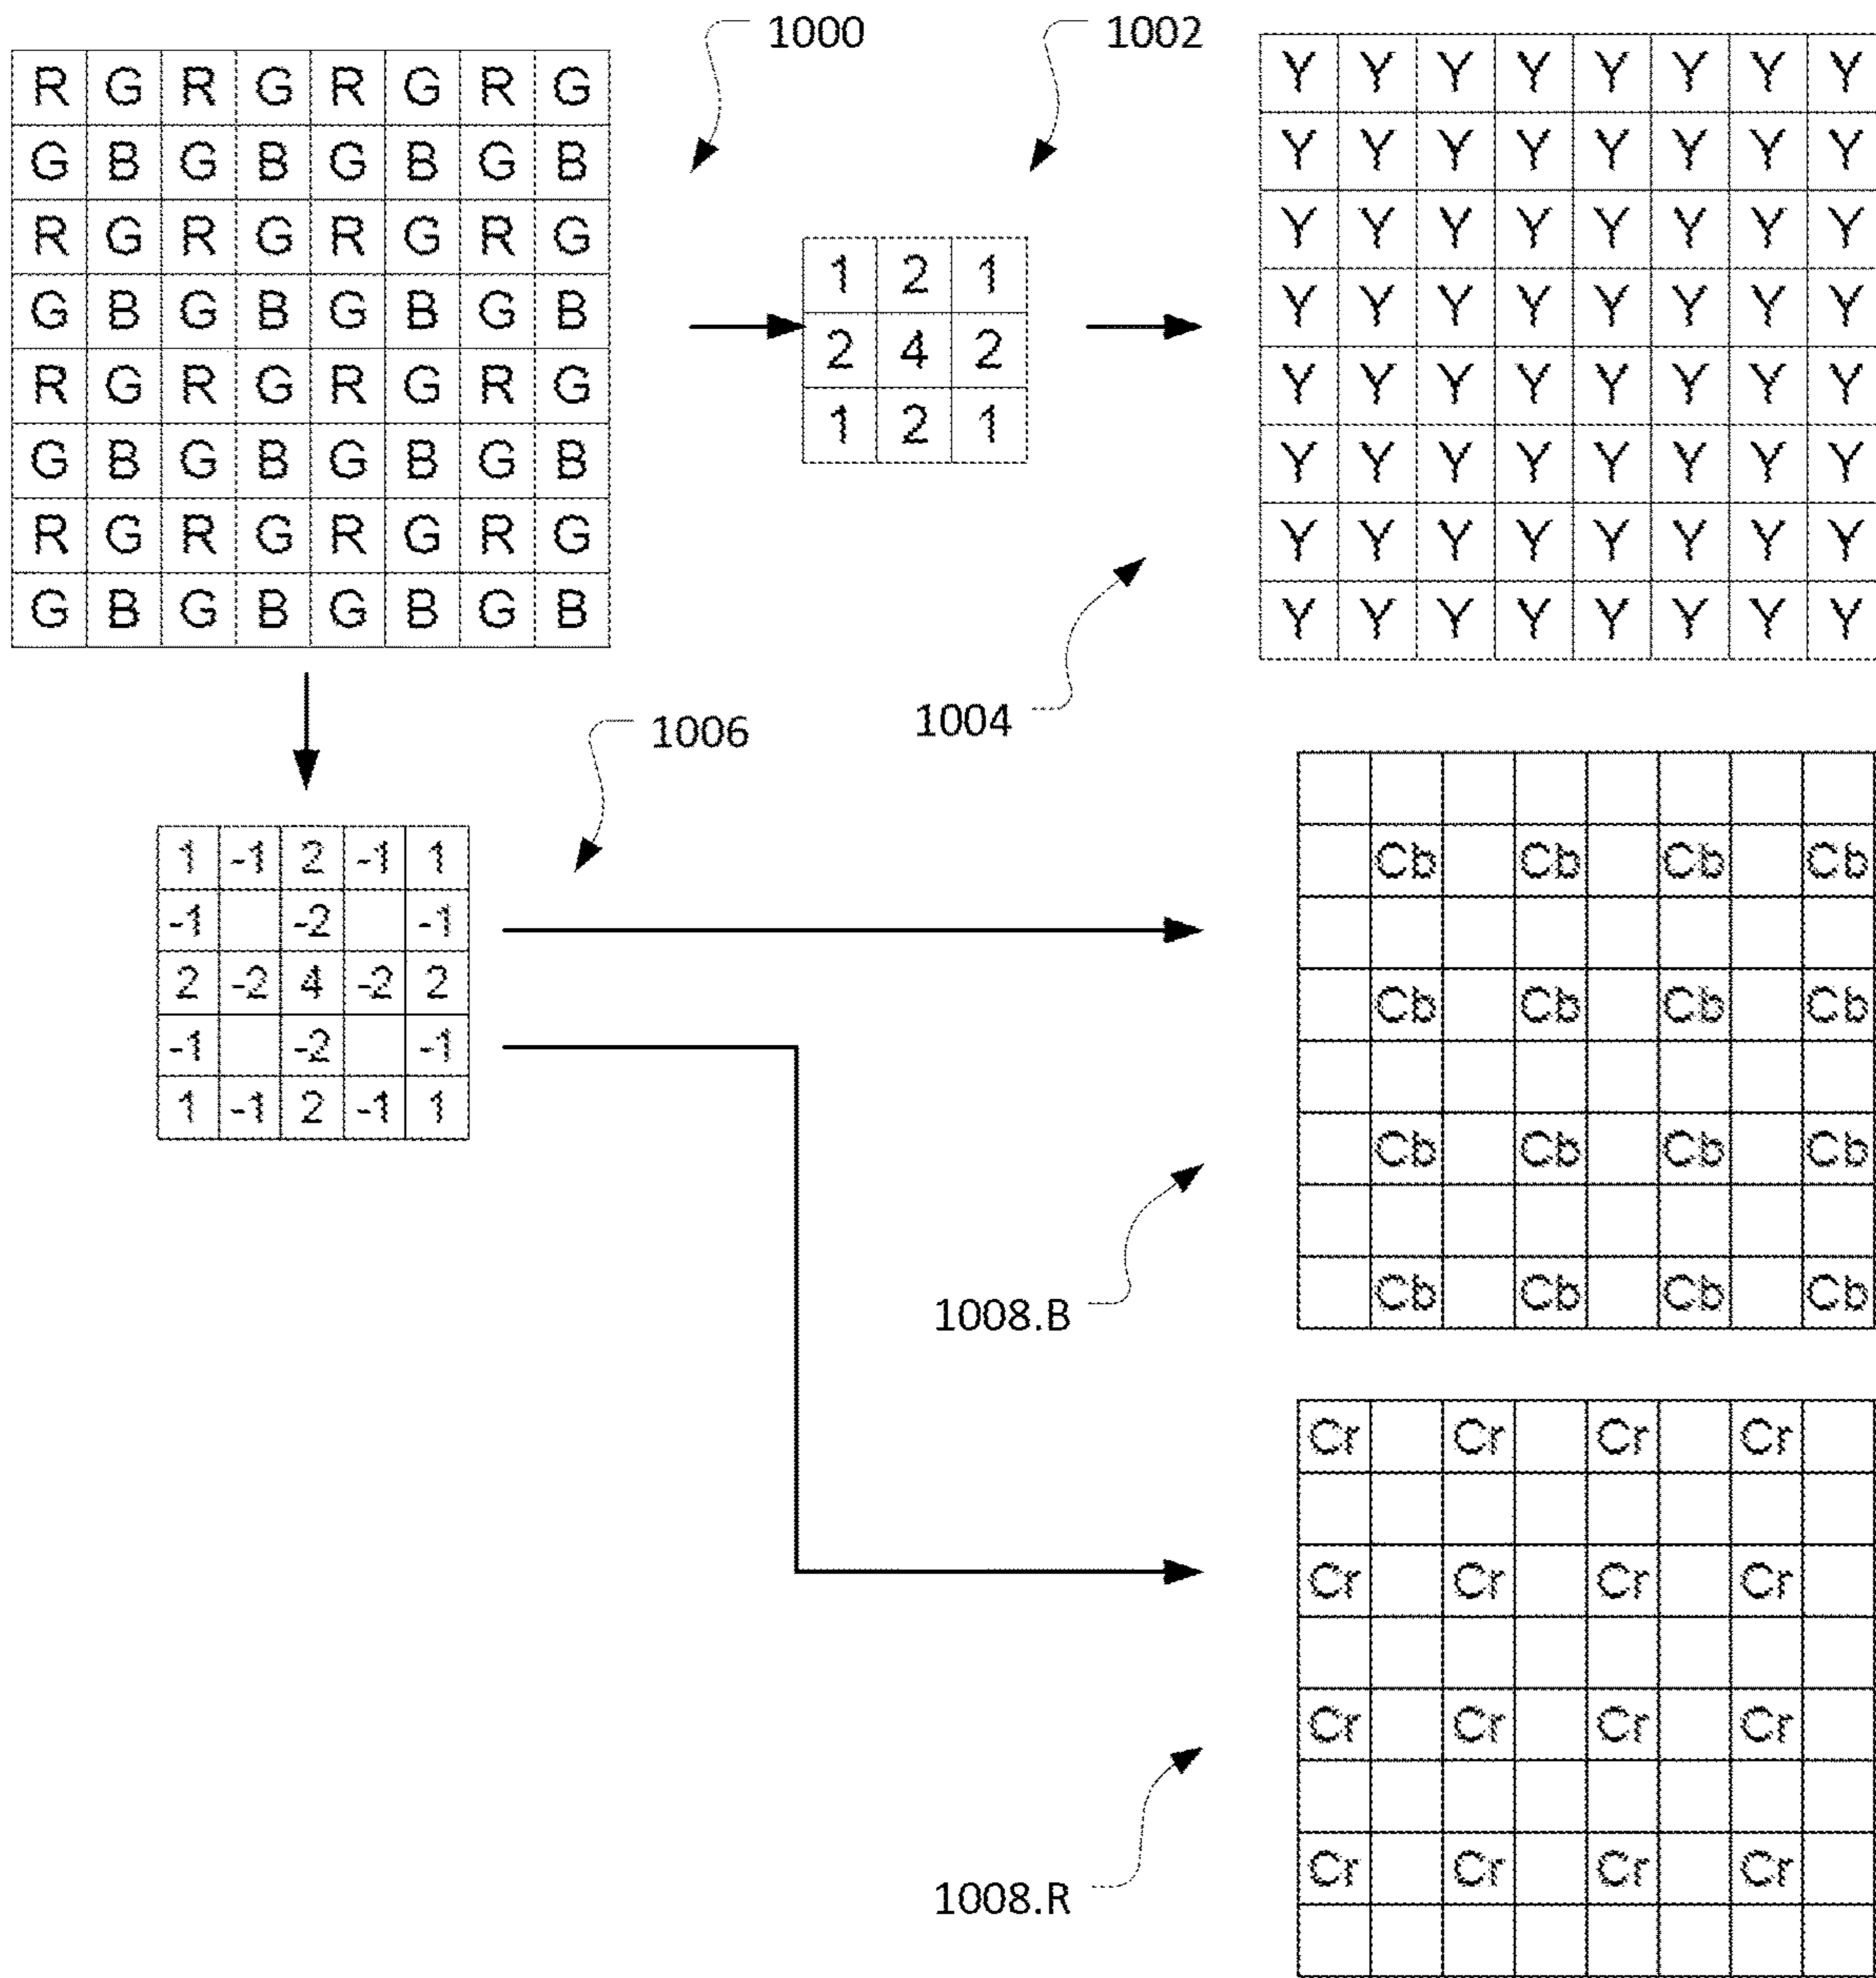 1000
1002
R G R G R G R G
G B G B G B G B
R G R G R G R G
G B G B G B G B
R G R G R G R G
G B G B G B G B
R G R G R G R G
G B G B G B G B
1 2 1
2 4 2
1 2 1
Y Y Y Y Y Y Y Y
Y Y Y Y Y Y Y Y
Y Y Y Y Y Y Y Y
Y Y Y Y Y Y Y Y
Y Y Y Y Y Y Y Y
Y Y Y Y Y Y Y Y
Y Y Y Y Y Y Y Y
Y Y Y Y Y Y Y Y
1004
1006
1 -1 2 -1 1
-1 -2 -1
2 -2 4 -2 2
-1 -2 -1
1 -1 2 -1 1
Cb Cb Cb Cb
Cb Cb Cb Cb
Cb Cb Cb Cb
Cb Cb Cb Cb
1008.B
Cr Cr Cr Cr
Cr Cr Cr Cr
Cr Cr Cr Cr
Cr Cr Cr Cr
1008.R